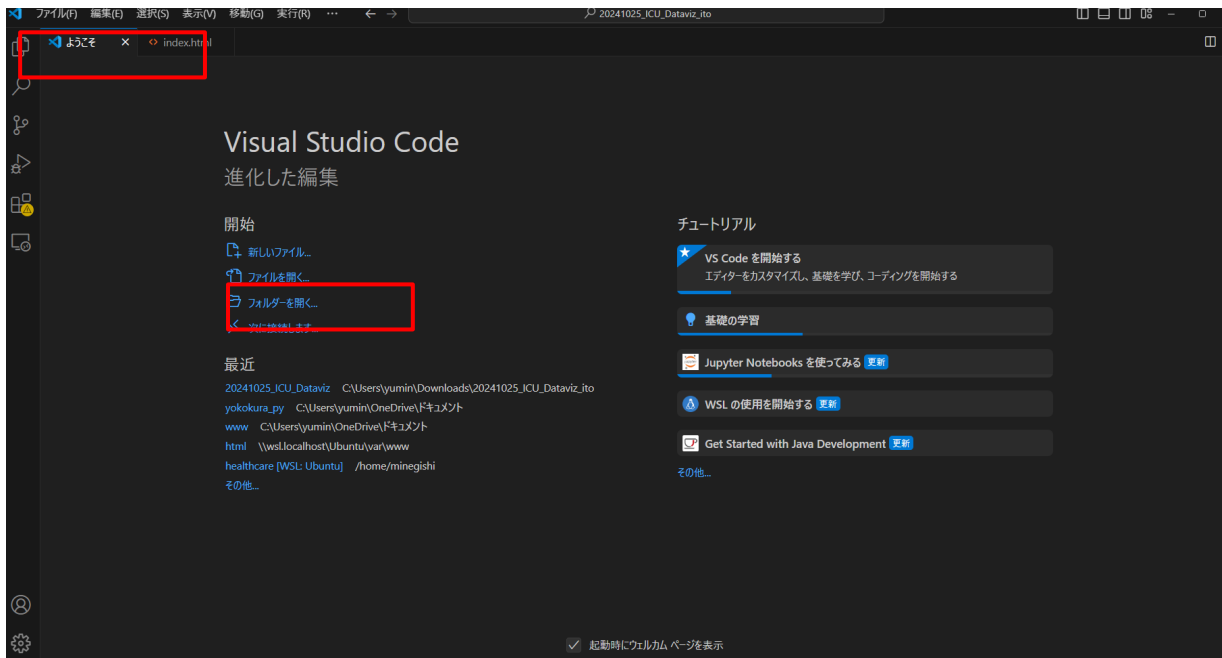 ファイル(F) 編集(E) 選択(S) 表示(V) 移動(G) 実行(R) ··· 20241025_ICU_Dataviz_ito
ようこそ index.html
Visual Studio Code
進化した編集
開始
新しいファイル...
ファイルを開く...
フォルダーを開く...
次に接続します...
最近
20241025_ICU_Dataviz C:\Users\yumin\Downloads\20241025_ICU_Dataviz_ito
yokokura_py C:\Users\yumin\OneDrive\ドキュメント
www C:\Users\yumin\OneDrive\ドキュメント
html \\wsl.localhost\Ubuntu\var\www
healthcare [WSL: Ubuntu] /home/minegishi
その他...
チュートリアル
VS Code を開始する
エディターをカスタマイズし、基礎を学び、コーディングを開始する
基礎の学習
Jupyter Notebooks を使ってみる 更新
WSL の使用を開始する 更新
Get Started with Java Development 更新
その他...
起動時にウェルカム ページを表示